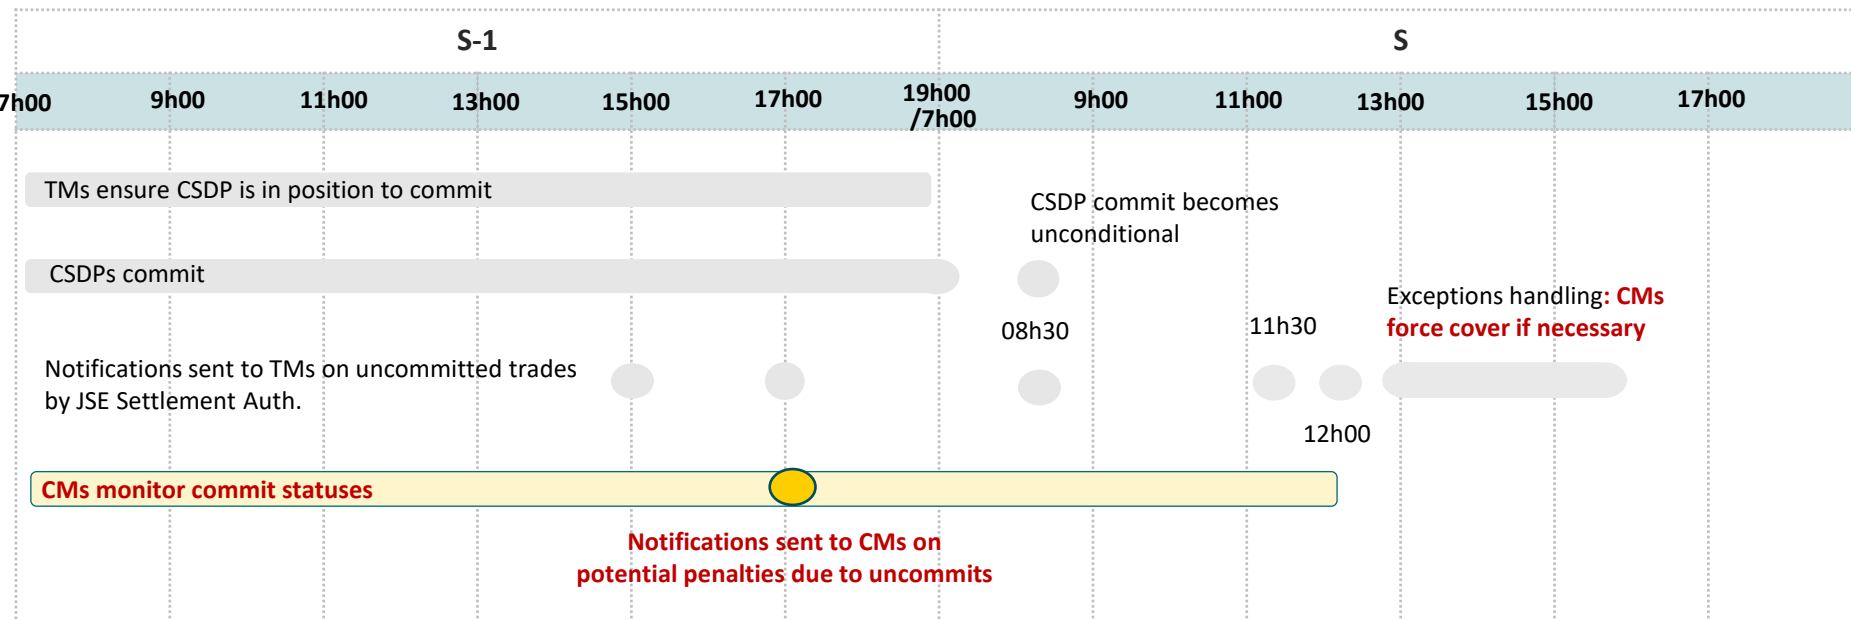 S-1
S
7h00
9h00
11h00
13h00
15h00
17h00
19h00
/7h00
9h00
11h00
13h00
15h00
17h00
TMs ensure CSDP is in position to commit
CSDP commit becomes
unconditional
CSDPs commit
08h30
11h30
Exceptions handling: CMs
force cover if necessary
Notifications sent to TMs on uncommitted trades
by JSE Settlement Auth.
12h00
CMs monitor commit statuses
Notifications sent to CMs on
potential penalties due to uncommits